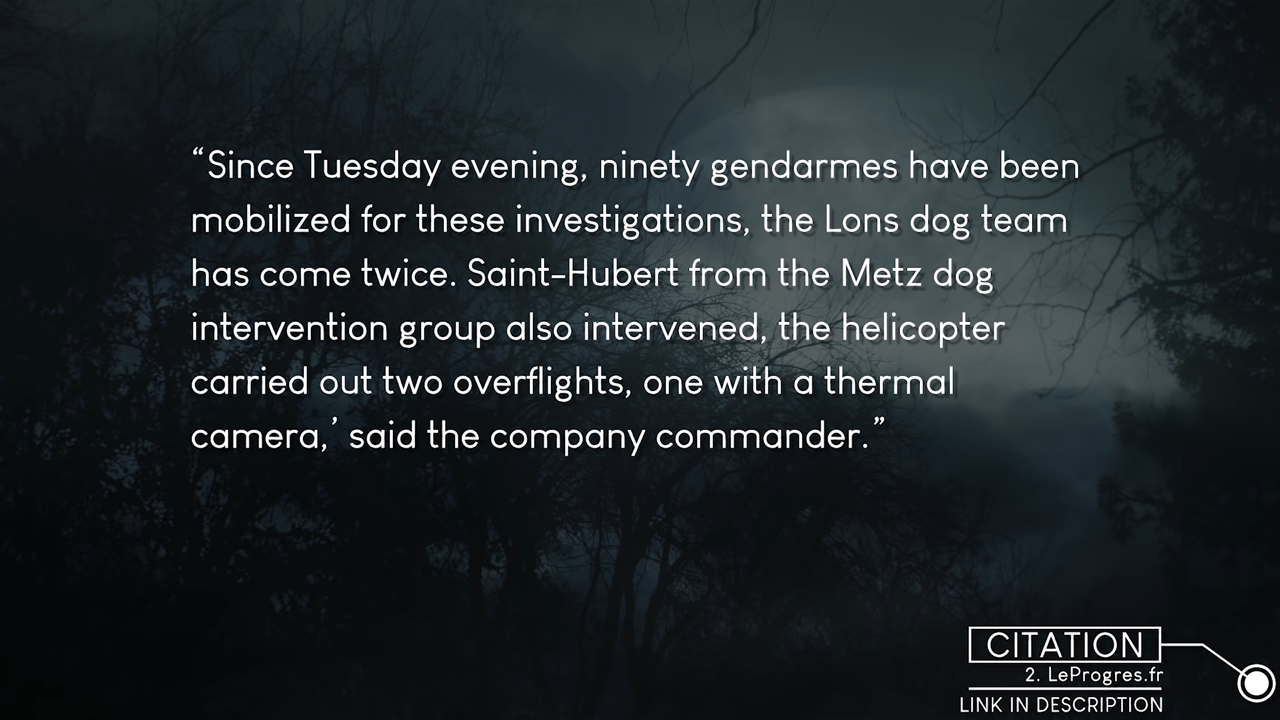 “Since Tuesday evening, ninety gendarmes have been
mobilized for these investigations, the Lons dog team
has come twice. Saint-Hubert from the Metz dog
intervention group also intervened, the helicopter
carried out two overflights, one with a thermal
camera,’ said the company commander.”
CITATION
2. LeProgres.fr
LINK IN DESCRIPTION